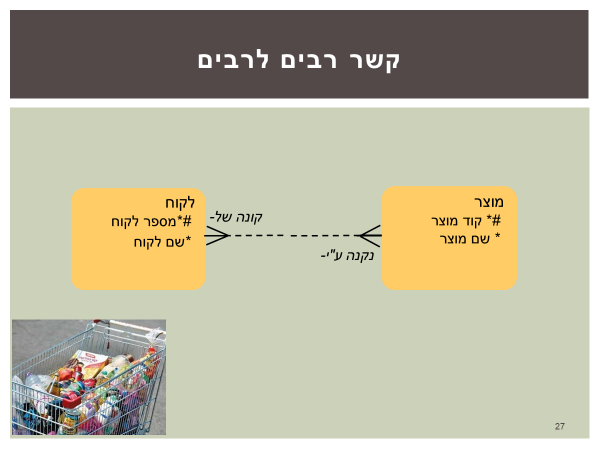 קשר רבים לרבים
מוצר
#* קוד מוצר
* שם מוצר
לקוח
#*מספר לקוח
*שם לקוח
קונה של-
נקנה ע"י-
27